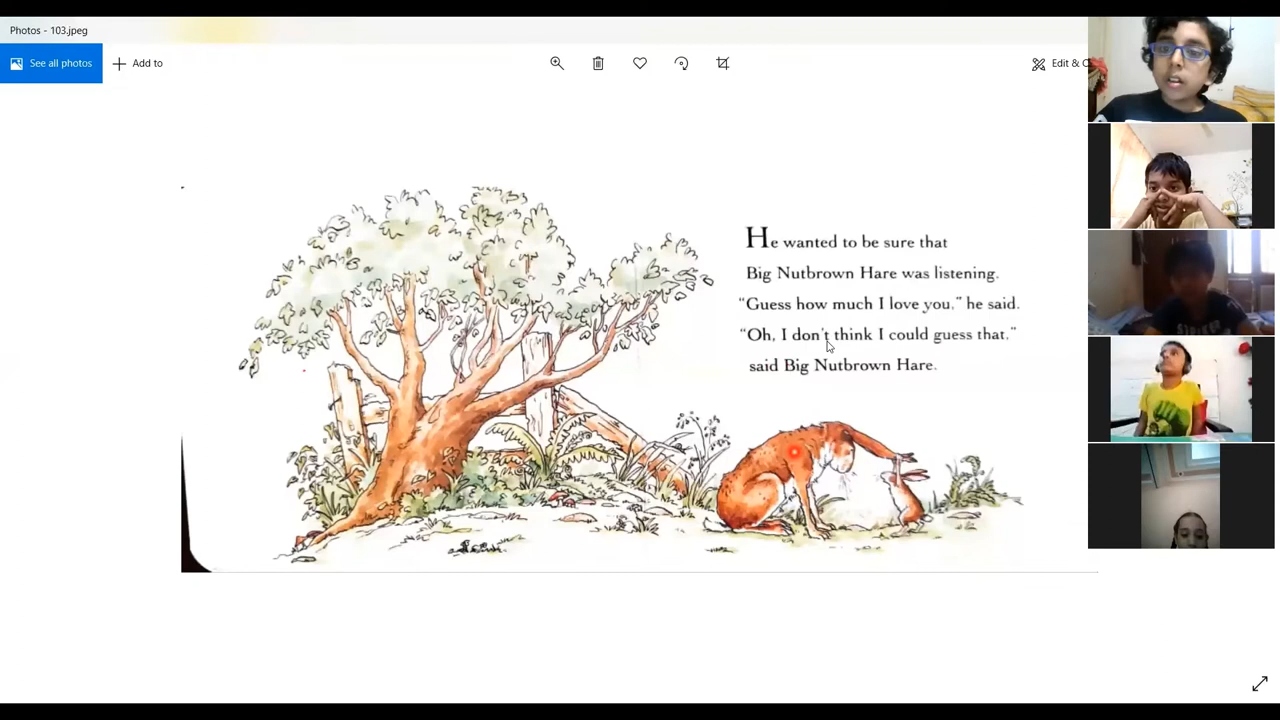 Photos - 103.jpeg
See all photos
Add to
Edit & C
He wanted to be sure that
Big Nutbrown Hare was listening.
"Guess how much I love you," he said.
"Oh, I don't think I could guess that."
said Big Nutbrown Hare.